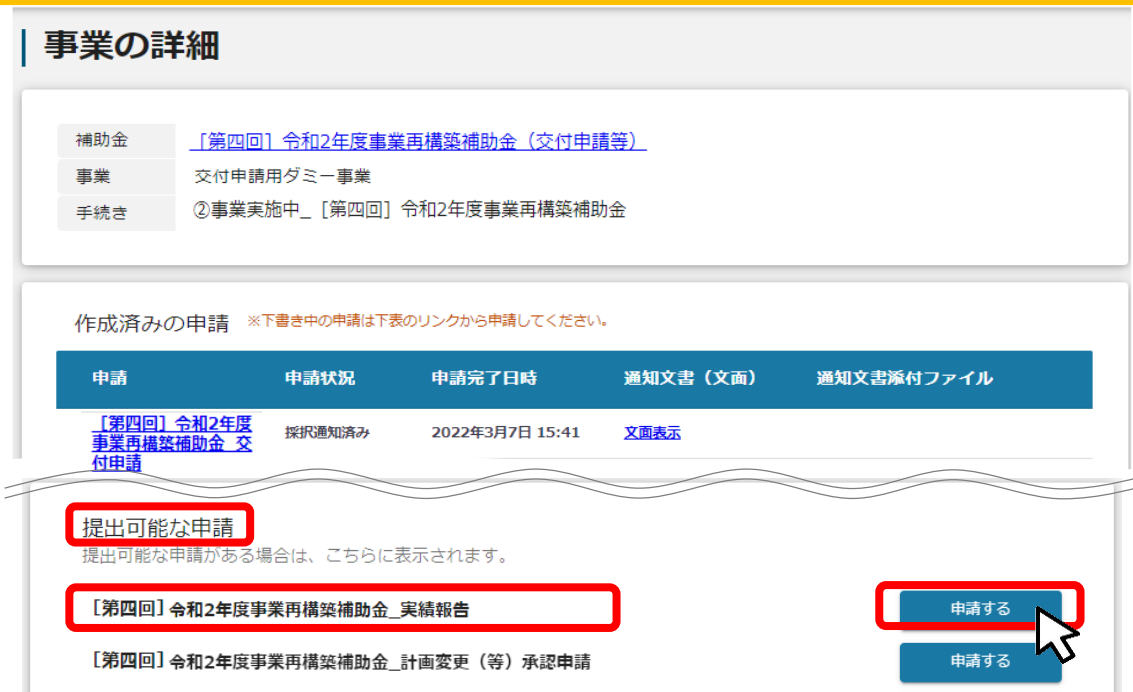 事業の詳細
補助金 [第四回] 令和2年度事業再構築補助金（交付申請等）
事業 交付申請用ダミー事業
手続き ②事業実施中_ [第四回] 令和2年度事業再構築補助金
作成済みの申請 ※下書き中の申請は下表のリンクから申請してください。
申請 申請状況 申請完了日時 通知文書（文面） 通知文書添付ファイル
[第四回] 令和2年度
事業再構築補助金_交
付申請
採択通知済み 2022年3月7日 15:41 文面表示
提出可能な申請
提出可能な申請がある場合は、こちらに表示されます。
[第四回] 令和2年度事業再構築補助金_実績報告 申請する
[第四回] 令和2年度事業再構築補助金_計画変更（等）承認申請 申請する